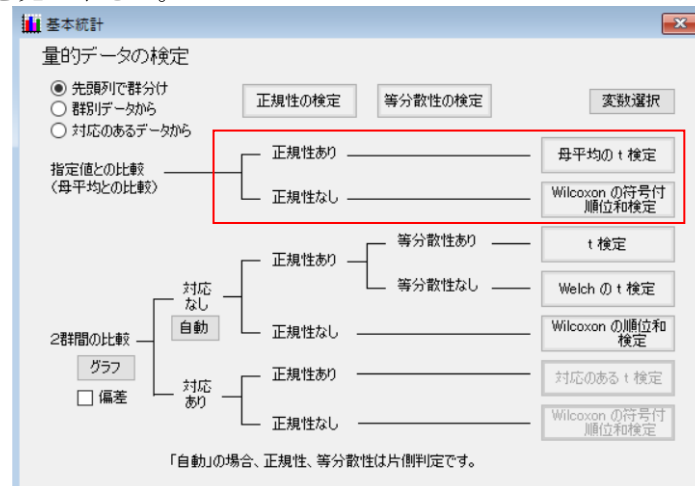 基本統計
量的データの検定
先頭列で群分け
群別データから
対応のあるデータから
正規性の検定
等分散性の検定
変数選択
指定値との比較
(母平均との比較)
正規性あり
母平均の t 検定
正規性なし
Wilcoxon の符号付
順位和検定
2群間の比較
グラフ
偏差
対応
なし
自動
正規性あり
等分散性あり
t 検定
等分散性なし
Welch の t 検定
正規性なし
Wilcoxon の順位和
検定
対応
あり
正規性あり
対応のある t 検定
正規性なし
Wilcoxon の符号付
順位和検定
「自動」の場合、正規性、等分散性は片側判定です。